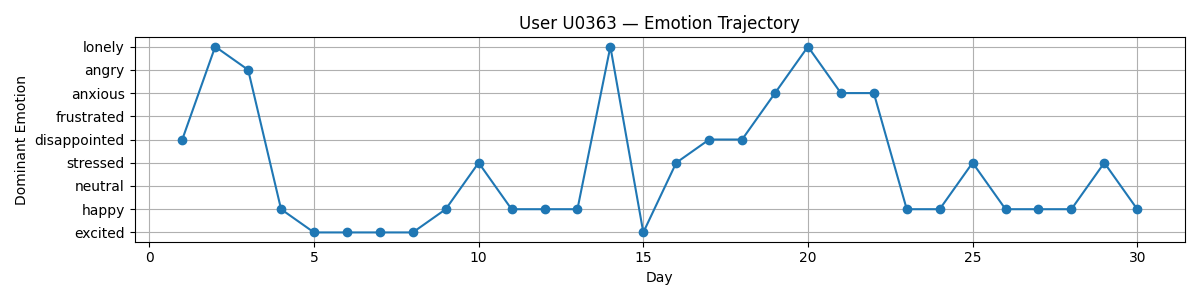 User U0363 — Emotion Trajectory
Dominant Emotion
lonely
angry
anxious
frustrated
disappointed
stressed
neutral
happy
excited
0 5 10 15 20 25 30
Day